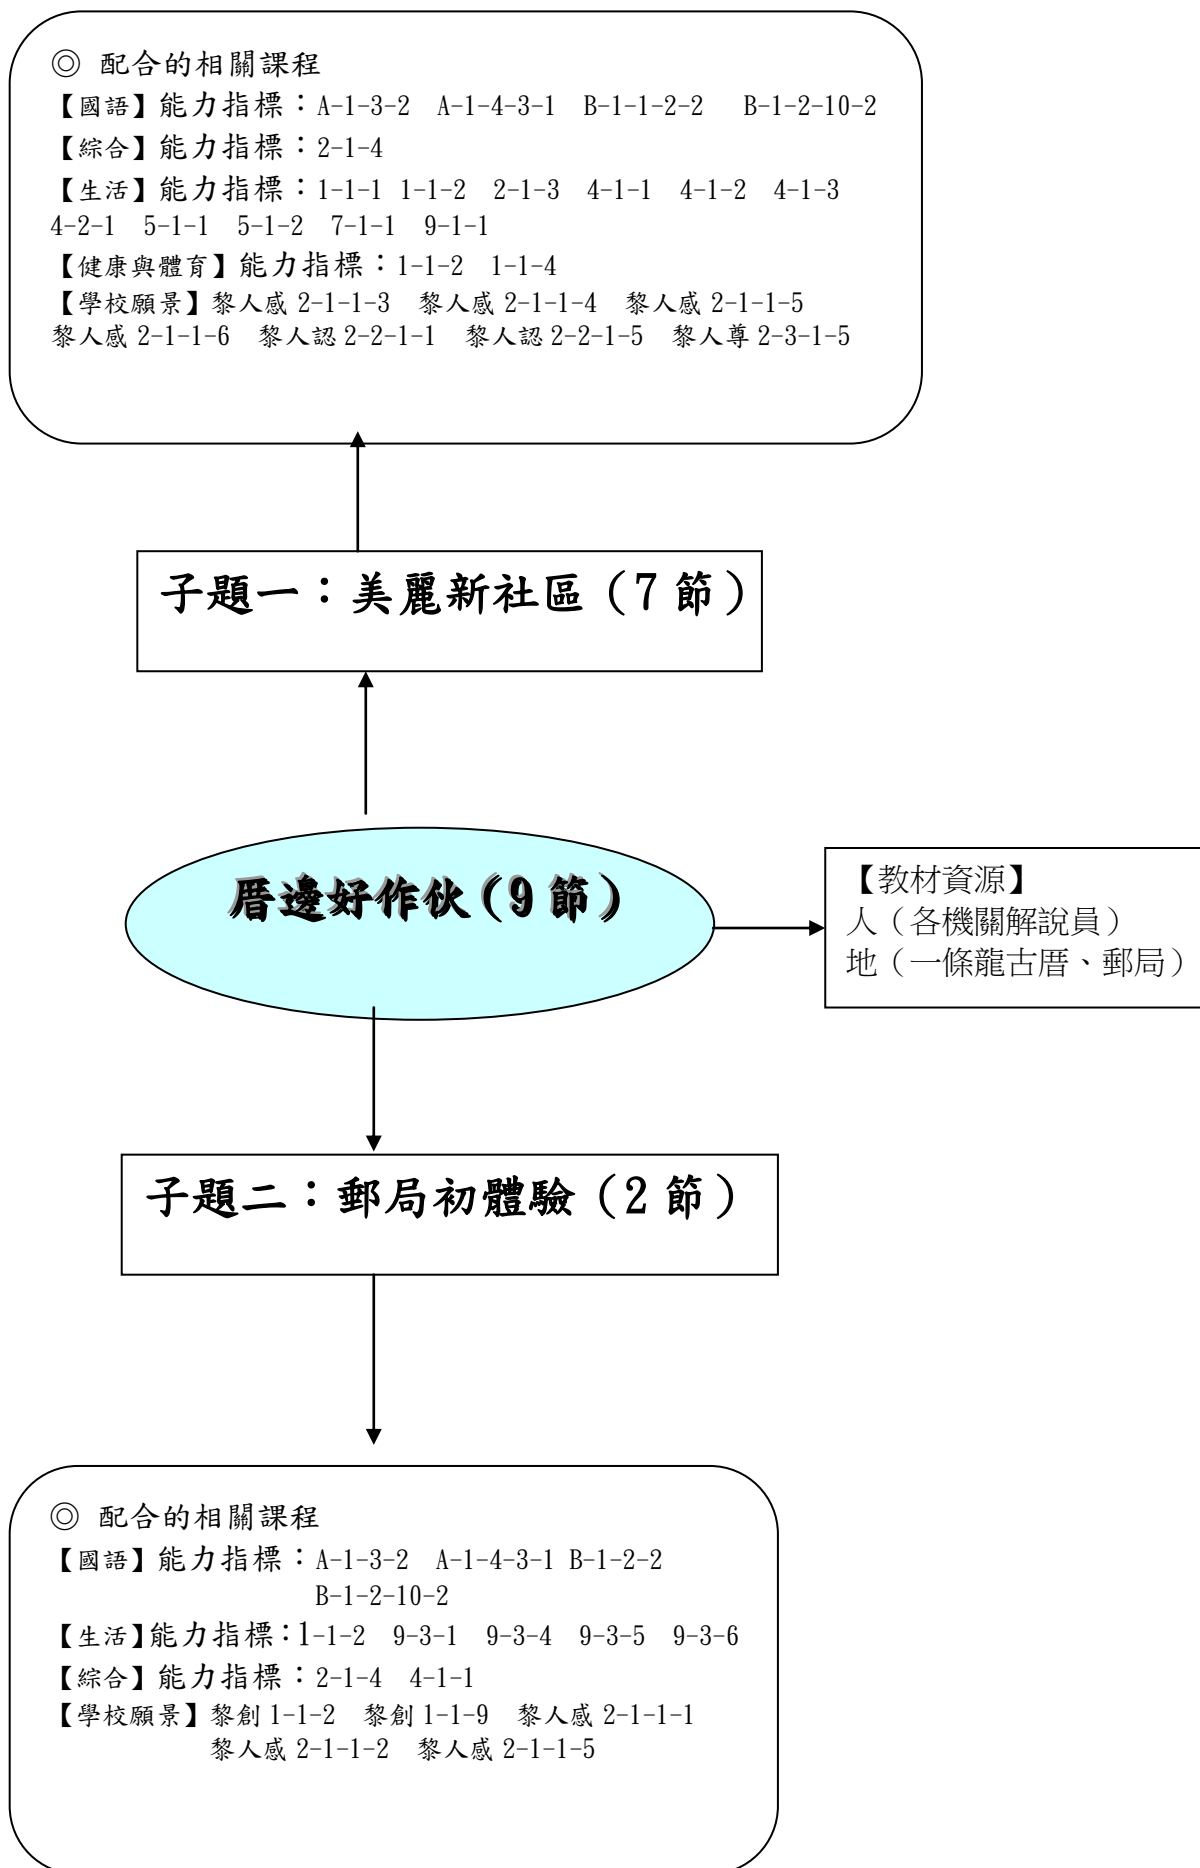 ◎ 配合的相關課程
【國語】能力指標：A-1-3-2 A-1-4-3-1 B-1-1-2-2 B-1-2-10-2
【綜合】能力指標：2-1-4
【生活】能力指標：1-1-1 1-1-2 2-1-3 4-1-1 4-1-2 4-1-3
4-2-1 5-1-1 5-1-2 7-1-1 9-1-1
【健康與體育】能力指標：1-1-2 1-1-4
【學校願景】黎人感 2-1-1-3 黎人感 2-1-1-4 黎人感 2-1-1-5
黎人感 2-1-1-6 黎人認 2-2-1-1 黎人認 2-2-1-5 黎人尊 2-3-1-5
子題一：美麗新社區（7 節）
厝邊好作伙（9 節）
【教材資源】
人（各機關解說員）
地（一條龍古厝、郵局）
子題二：郵局初體驗（2 節）
◎ 配合的相關課程
【國語】能力指標：A-1-3-2 A-1-4-3-1 B-1-2-2
B-1-2-10-2
【生活】能力指標：1-1-2 9-3-1 9-3-4 9-3-5 9-3-6
【綜合】能力指標：2-1-4 4-1-1
【學校願景】黎創 1-1-2 黎創 1-1-9 黎人感 2-1-1-1
黎人感 2-1-1-2 黎人感 2-1-1-5